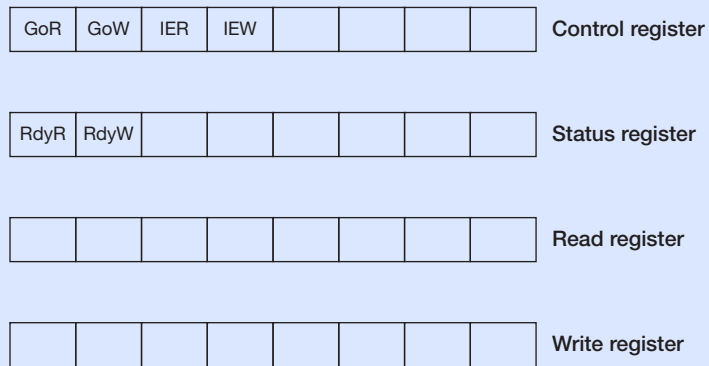 GoR GoW IER IEW Control register
RdyR RdyW Status register
Read register
Write register